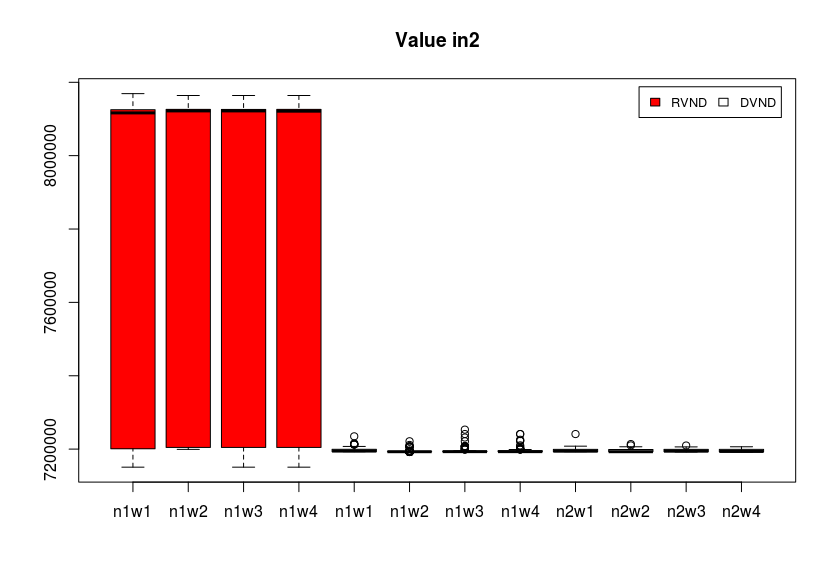 Value in2
RVND DVND
8000000
7600000
7200000
n1w1 n1w2 n1w3 n1w4 n1w1 n1w2 n1w3 n1w4 n2w1 n2w2 n2w3 n2w4